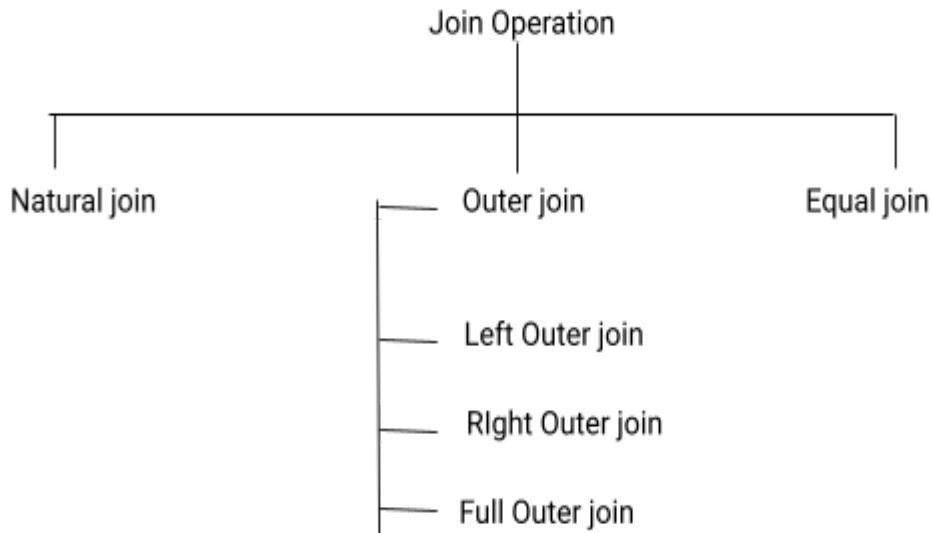 Join Operation
Natural join
Outer join
Equal join
Left Outer join
RIght Outer join
Full Outer join